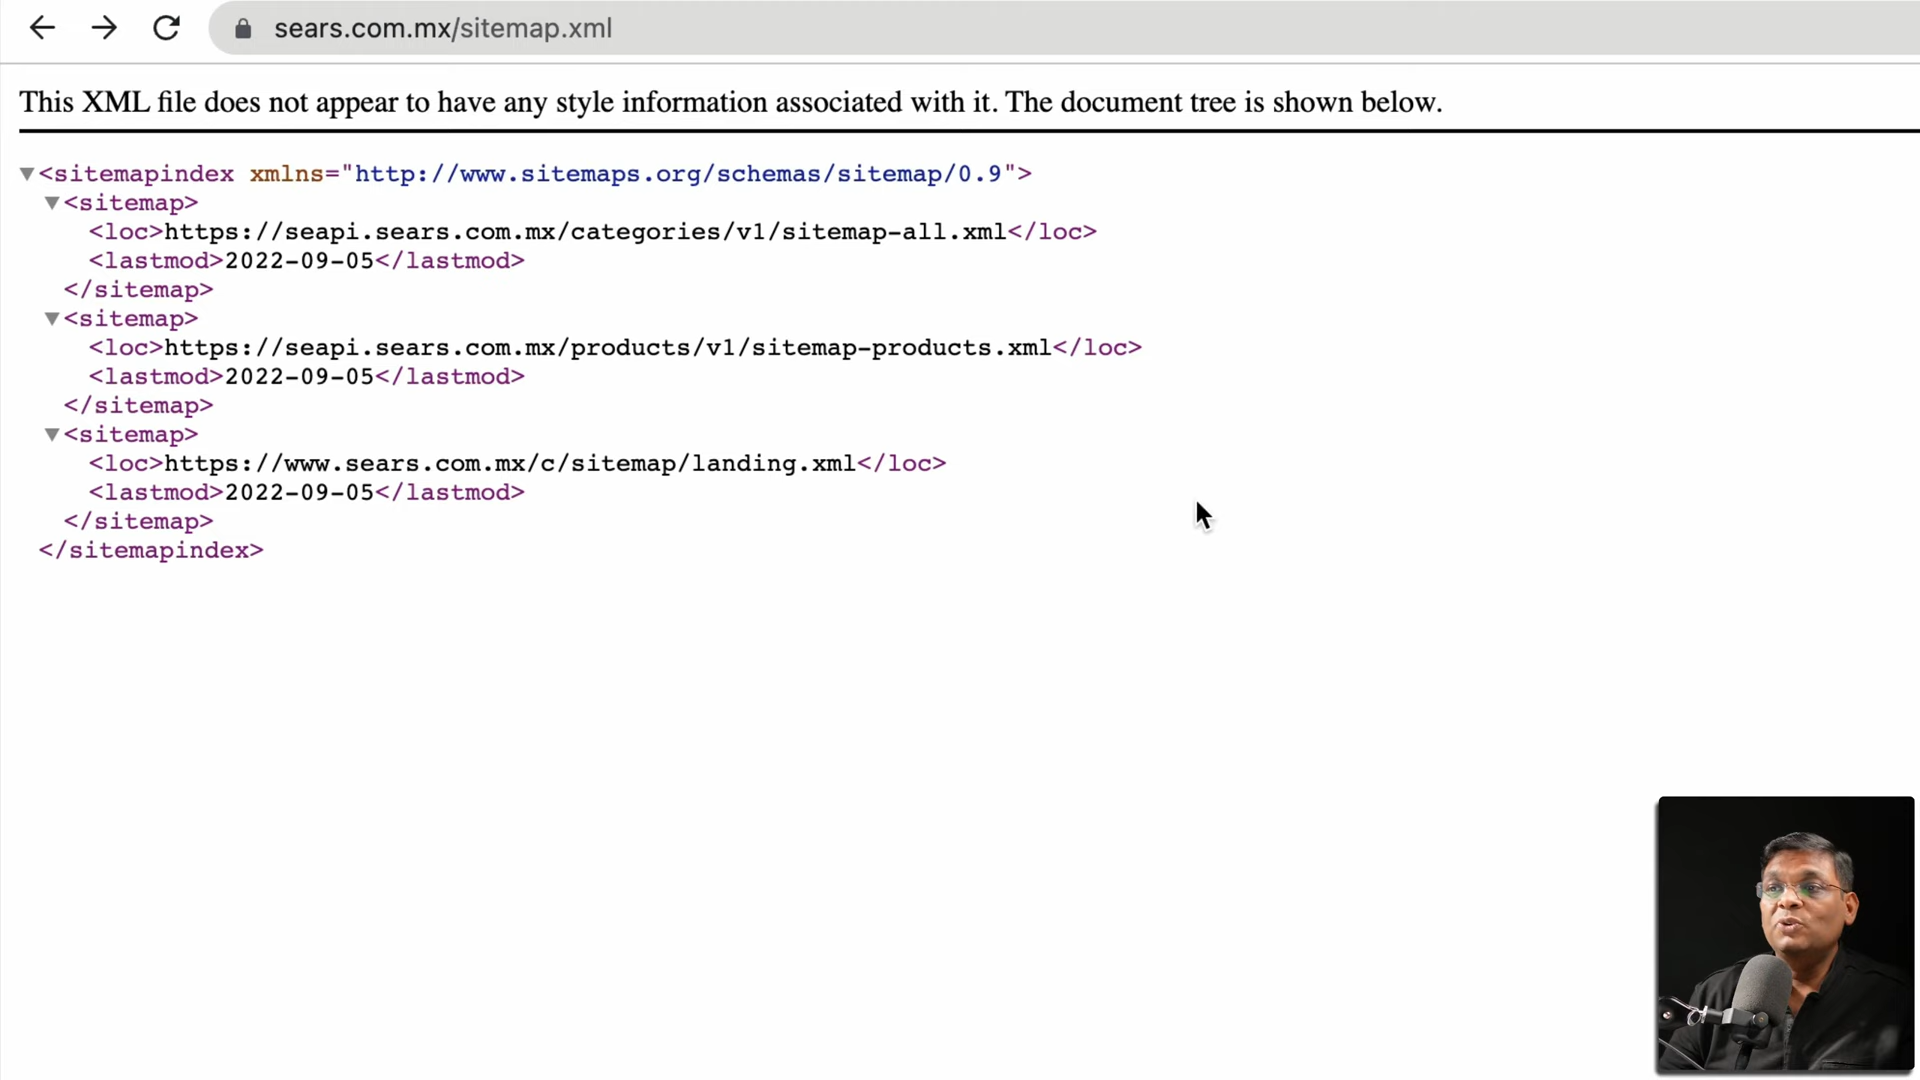 sears.com.mx/sitemap.xml
This XML file does not appear to have any style information associated with it. The document tree is shown below.
<sitemapindex xmlns="http://www.sitemaps.org/schemas/sitemap/0.9">
<sitemap>
<loc>https://seapi.sears.com.mx/categories/v1/sitemap-all.xml</loc>
<lastmod>2022-09-05</lastmod>
</sitemap>
<sitemap>
<loc>https://seapi.sears.com.mx/products/v1/sitemap-products.xml</loc>
<lastmod>2022-09-05</lastmod>
</sitemap>
<sitemap>
<loc>https://www.sears.com.mx/c/sitemap/landing.xml</loc>
<lastmod>2022-09-05</lastmod>
</sitemap>
</sitemapindex>